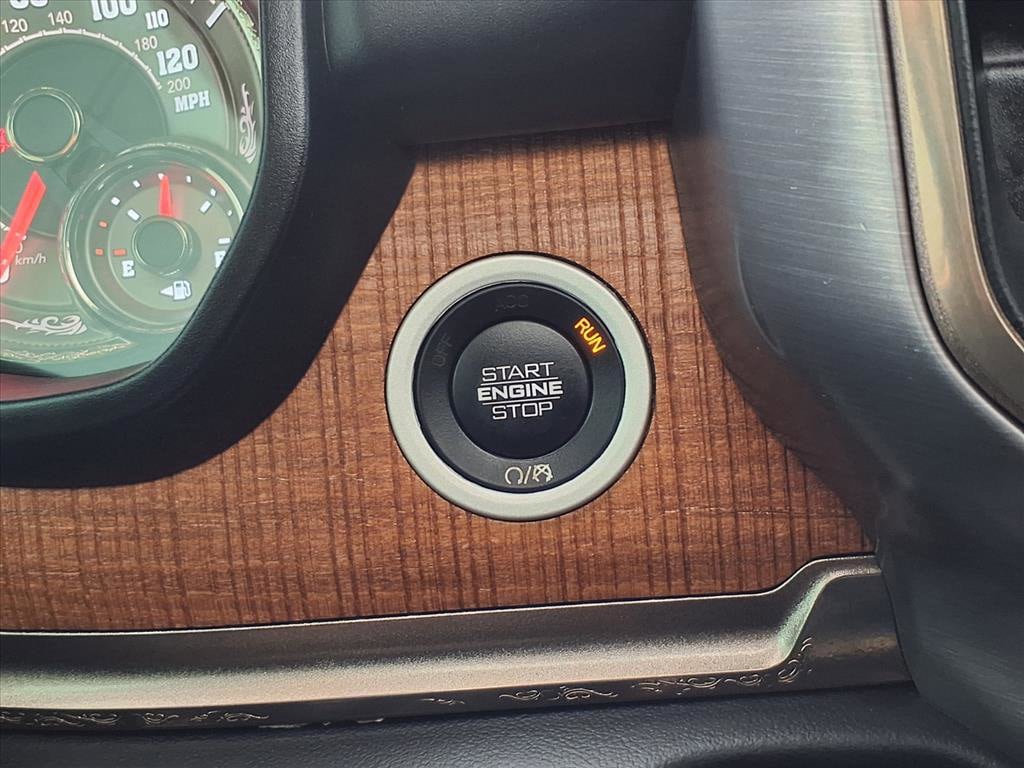 120
140
100
110
180
120
200
MPH
km/h
E
ACC
OFF
RUN
START
ENGINE
STOP